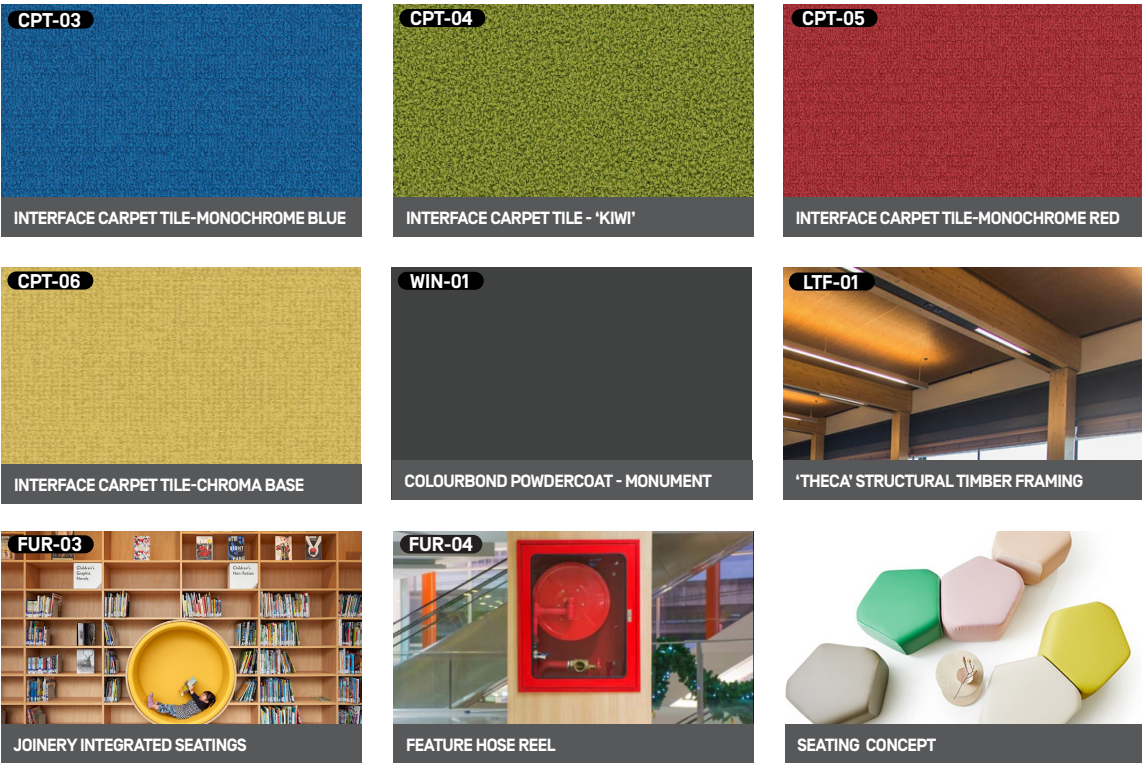 CPT-03
CPT-04
CPT-05
INTERFACE CARPET TILE-MONOCHROME BLUE
INTERFACE CARPET TILE - ‘KIWI’
INTERFACE CARPET TILE-MONOCHROME RED
CPT-06
WIN-01
LTF-01
INTERFACE CARPET TILE-CHROMA BASE
COLOURBOND POWDERCOAT - MONUMENT
‘THECA’ STRUCTURAL TIMBER FRAMING
FUR-03
FUR-04
Children's
Graphic
Novels
Children's
Non-Fiction
JOINERY INTEGRATED SEATINGS
FEATURE HOSE REEL
SEATING CONCEPT